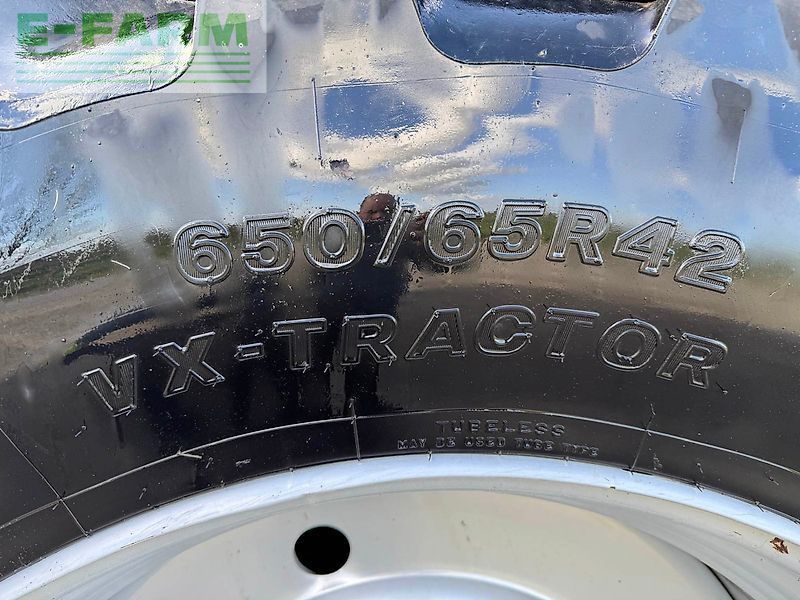 E-FARM
650/65R42
VX-TRACTOR
TUBELESS
MAY BE USED TUBE TYPE